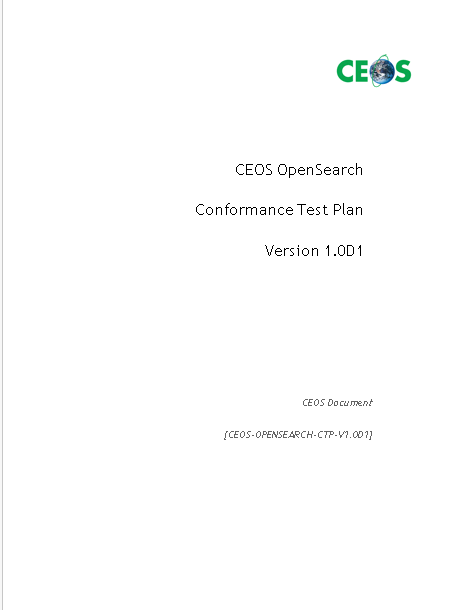 CEOS
CEOS OpenSearch
Conformance Test Plan
Version 1.0D1
CEOS Document
[CEOS-OPENSEARCH-CTP-V1.0D1]